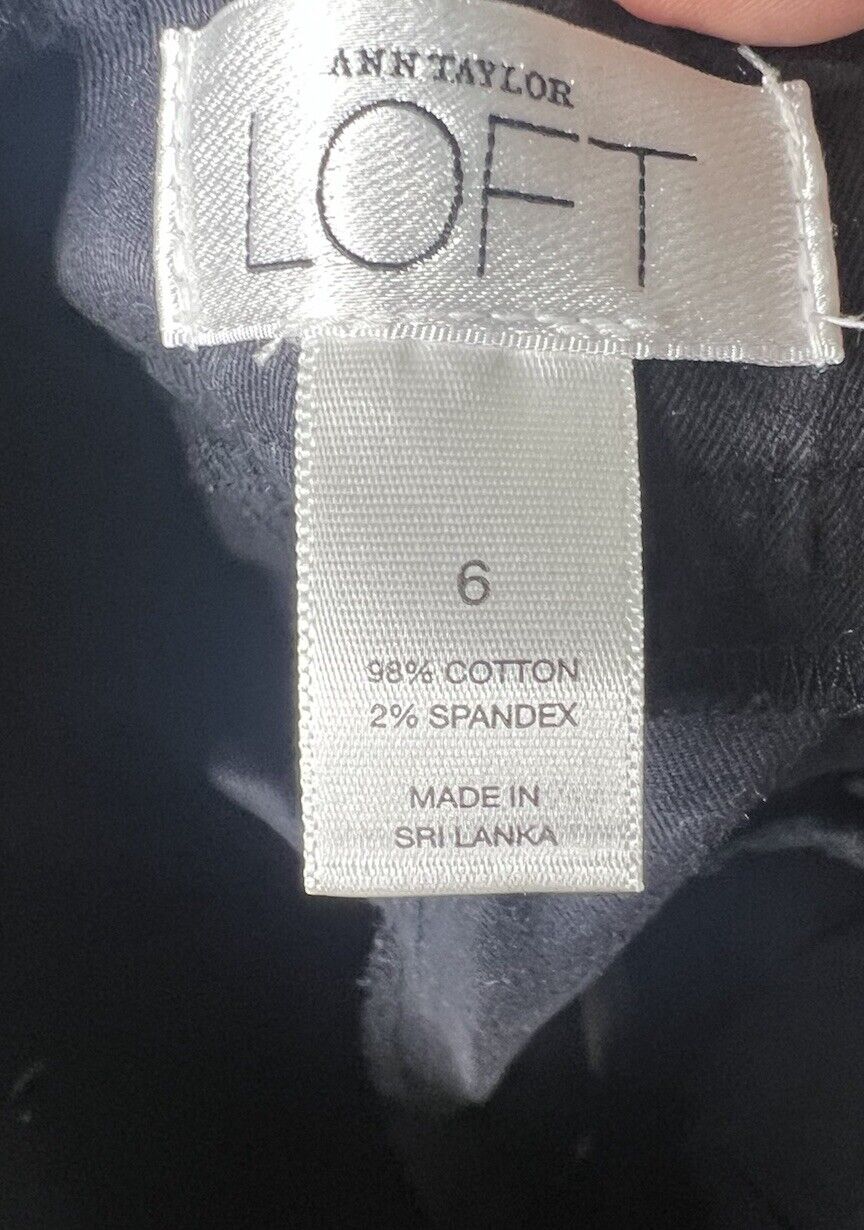 ANN TAYLOR
LOFT
6
98% COTTON
2% SPANDEX
MADE IN
SRI LANKA